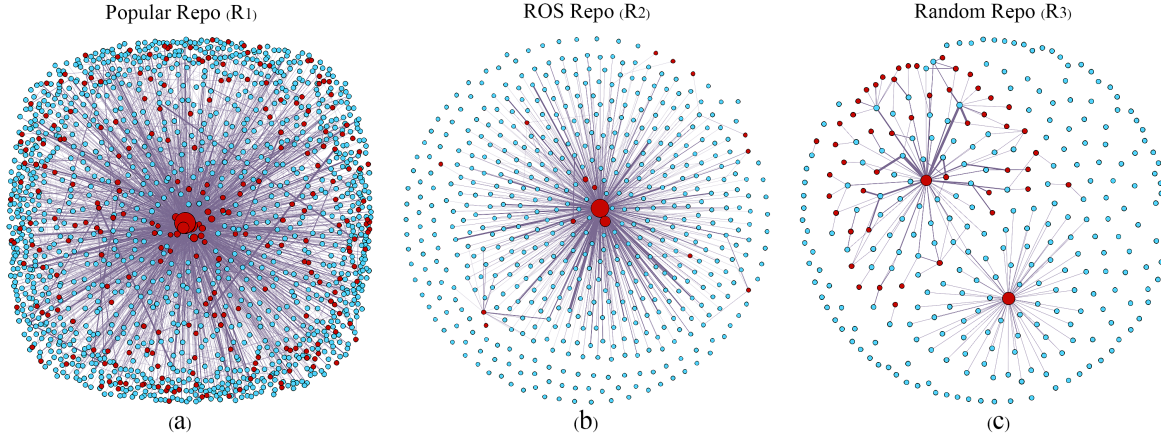 Popular Repo (R1)
ROS Repo (R2)
Random Repo (R3)
(a)
(b)
(c)